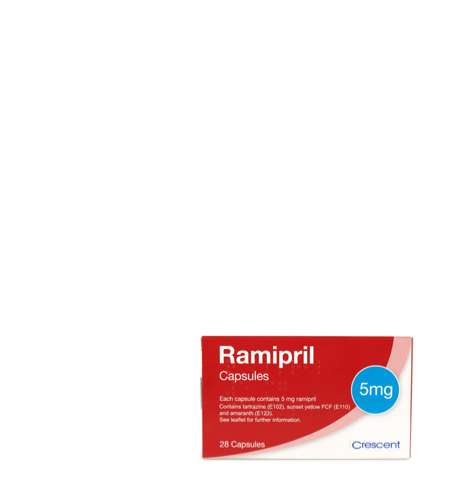 Ramipril
Capsules
5mg
Each capsule contains 5 mg ramipril
Contains tartrazine (E102), sunset yellow FCF (E110)
and amaranth (E123).
See leaflet for further information.
28 Capsules
Crescent